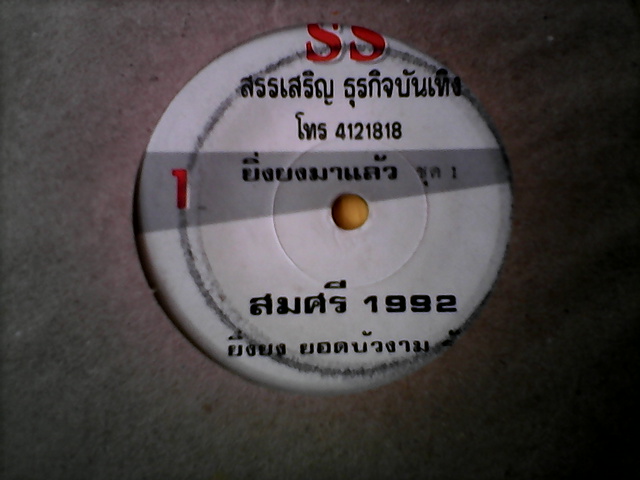 SS
สรรเสริญ ธุรกิจบันเทิง
โทร 4121818
1
ยิ่งยงมาแล้ว ชุด 1
สมศรี 1992
ยิ่งยง ยอดบัวงาม